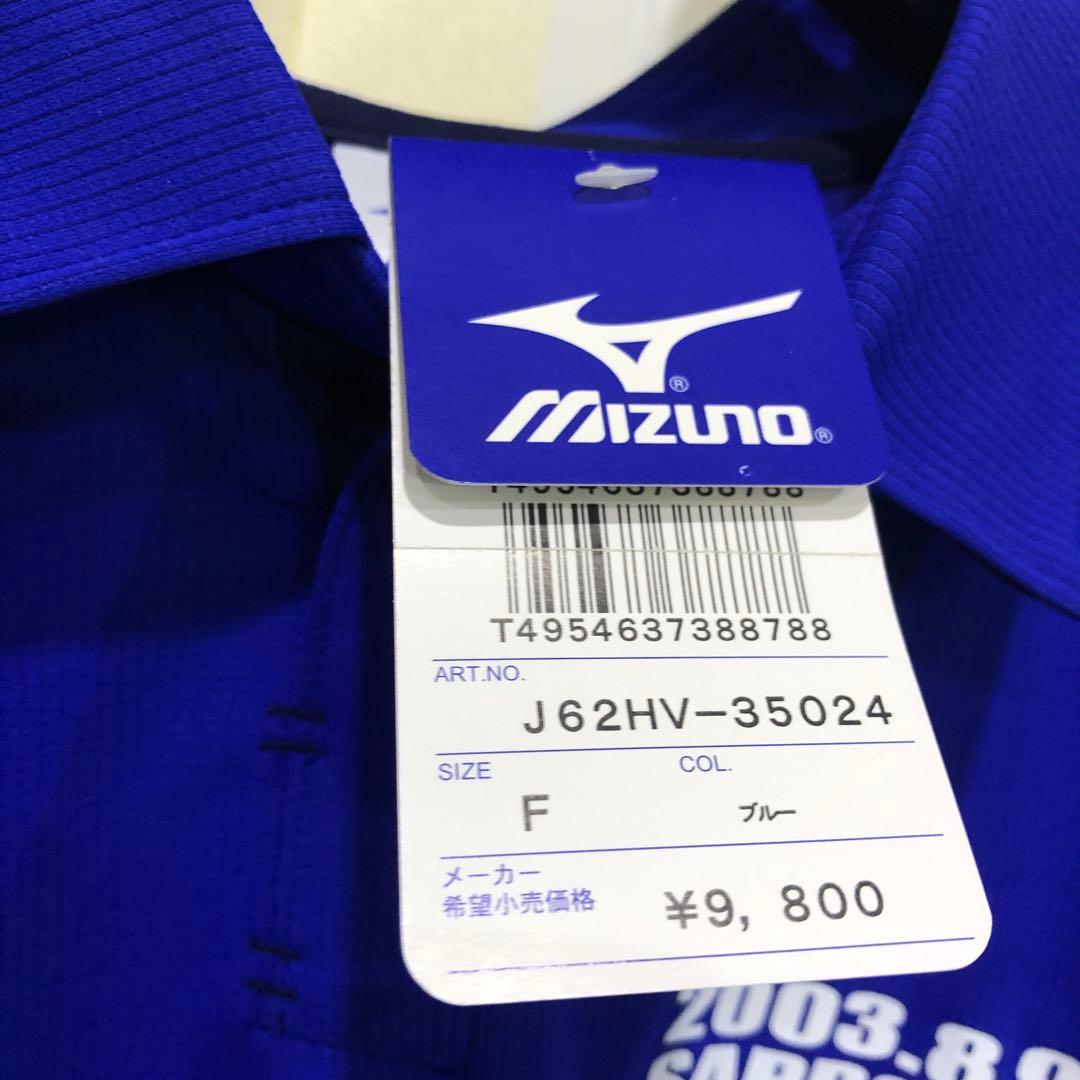 MIZUNO
T4954637388788
T4954637388788
ART.NO.
J62HV-35024
SIZE COL.
F ブルー
メーカー
希望小売価格 ¥9,800
2003.8